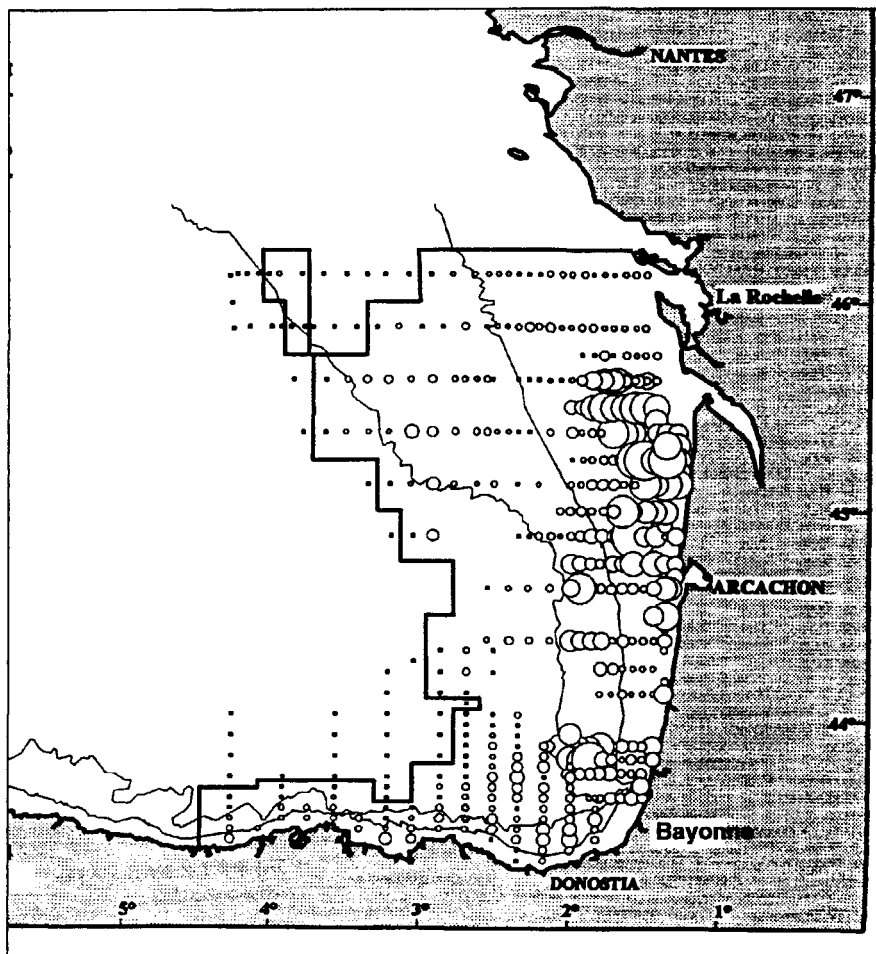 NANTES
47°
La Rochelle
46°
45°
ARCACHON
44°
Bayonne
DONOSTIA
5°
4°
3°
2°
1°